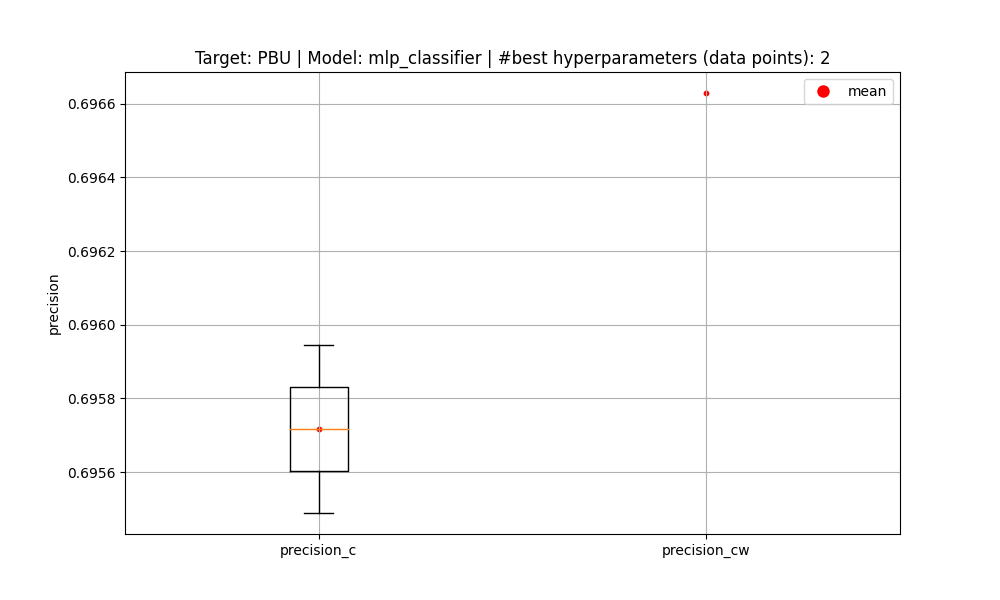 Target: PBU | Model: mlp_classifier | #best hyperparameters (data points): 2
mean
0.6966
0.6964
0.6962
0.6960
0.6958
0.6956
precision
precision_c
precision_cw